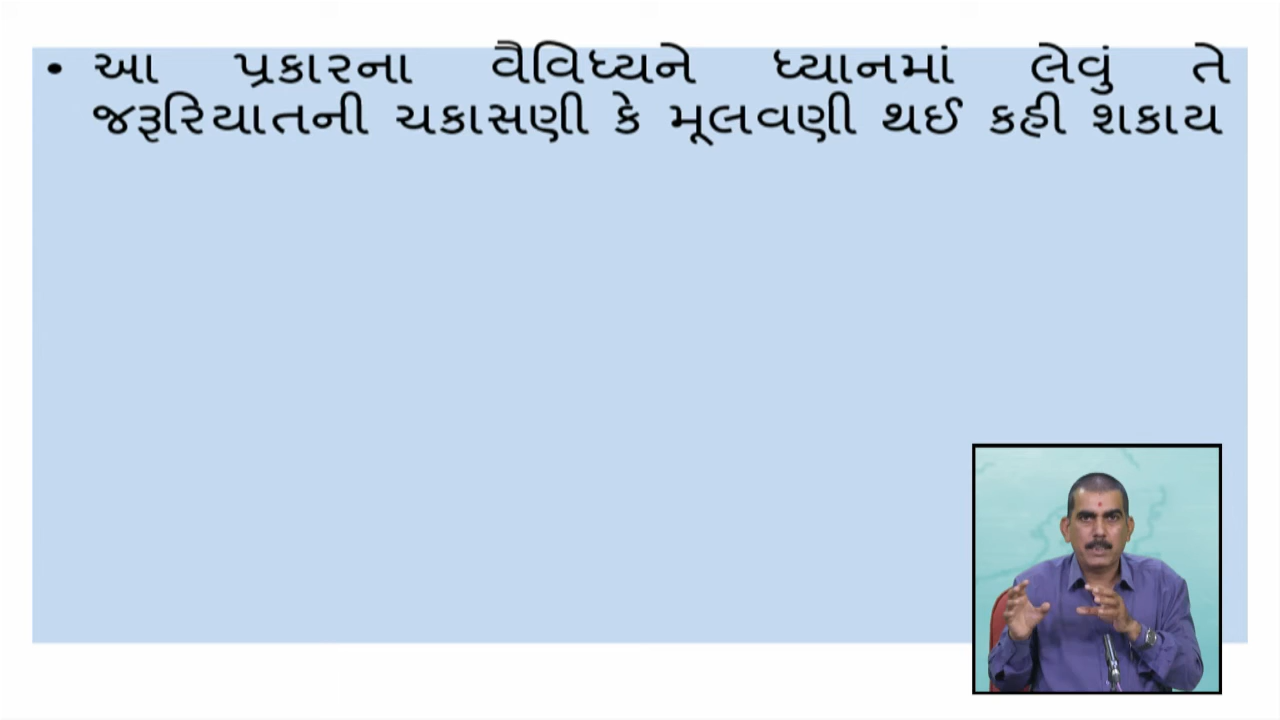 • આ પ્રકારના વૈવિધ્યને ધ્યાનમાં લેવું તે
જરૂરિયાતની ચકાસણી કે મૂલવણી થઈ કહી શકાય